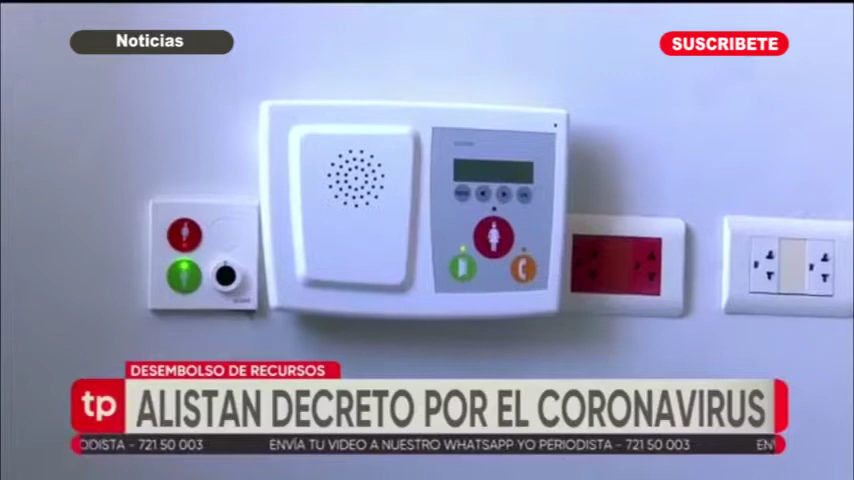 Noticias
SUSCRIBETE
DESEMBOLSO DE RECURSOS
tp
ALISTAN DECRETO POR EL CORONAVIRUS
ODISTA - 721 50 003 ENVÍA TU VIDEO A NUESTRO WHATSAPP YO PERIODISTA - 721 50 003 EN